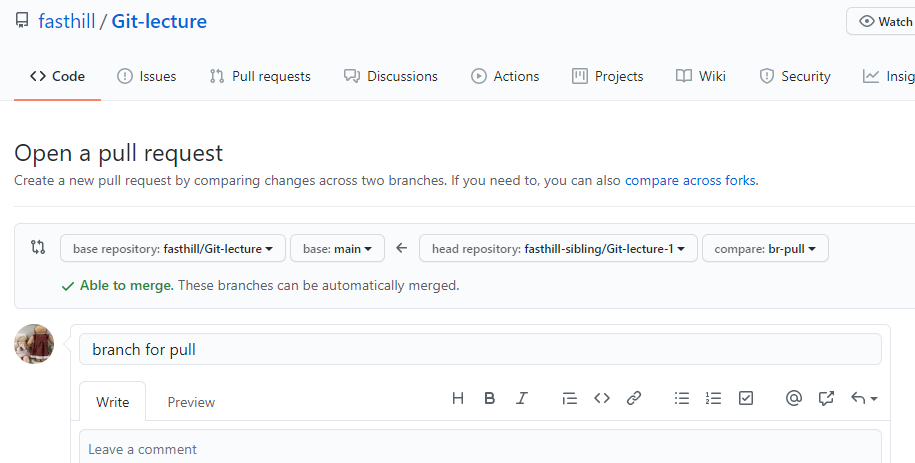 fasthill / Git-lecture
Watch
Code Issues Pull requests Discussions Actions Projects Wiki Security Insig
Open a pull request
Create a new pull request by comparing changes across two branches. If you need to, you can also compare across forks.
base repository: fasthill/Git-lecture base: main head repository: fasthill-sibling/Git-lecture-1 compare: br-pull
Able to merge. These branches can be automatically merged.
branch for pull
Write Preview H B I
Leave a comment